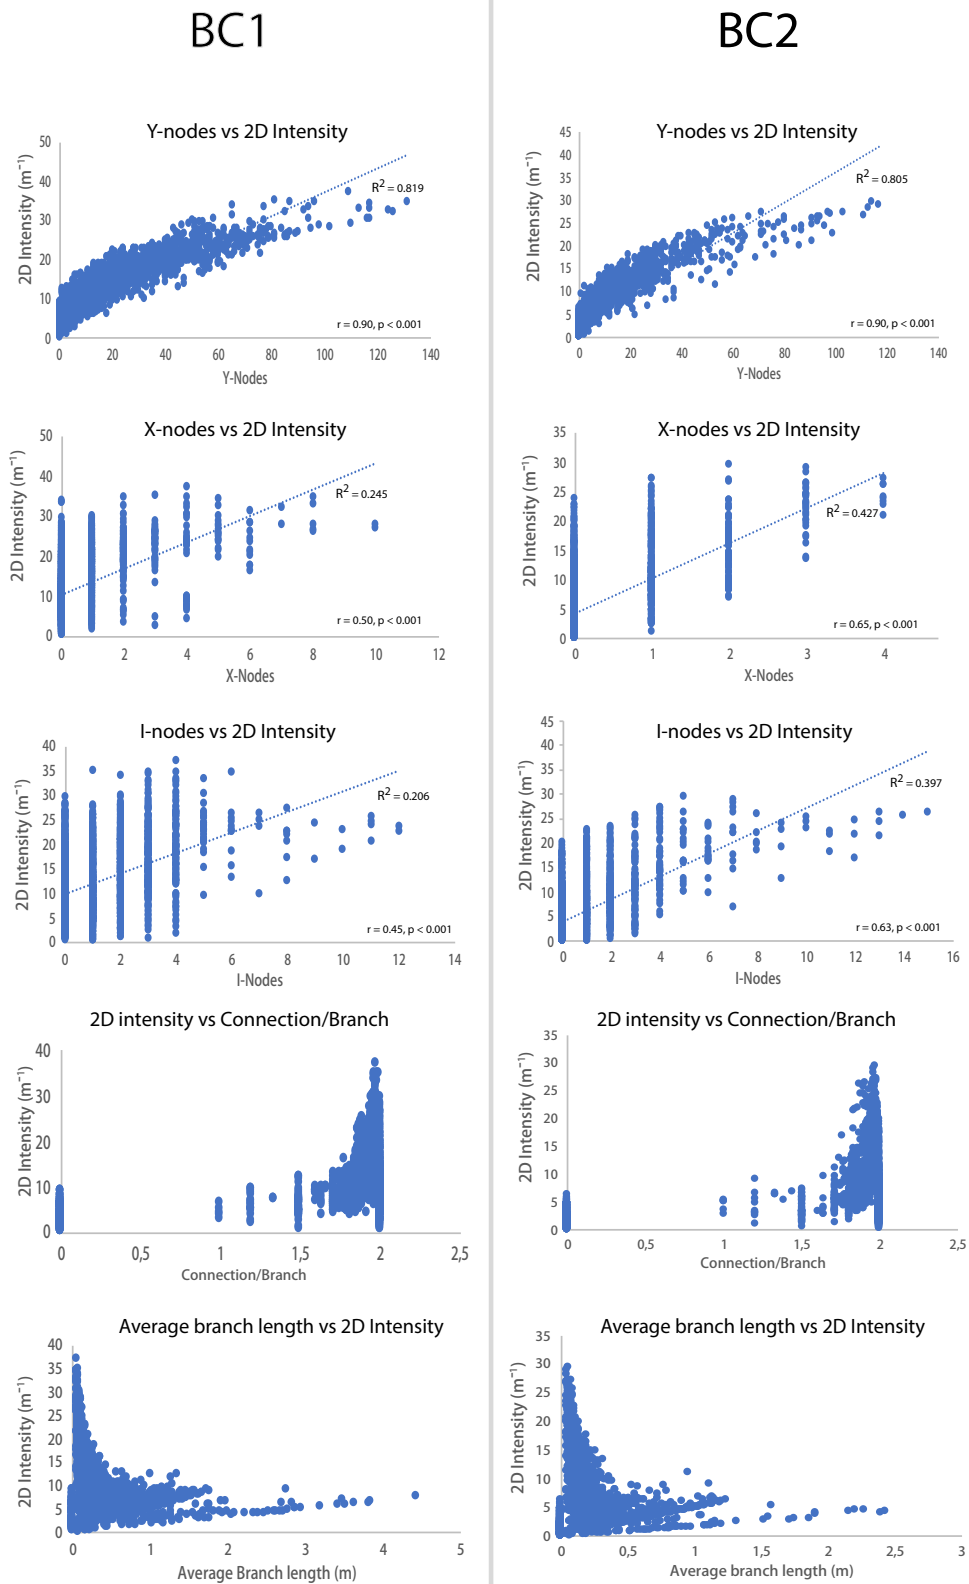 BC1
BC2
Y-nodes vs 2D Intensity
2D Intensity (m⁻¹)
50
40
30
20
10
0
R² = 0.819
r = 0.90, p < 0.001
0 20 40 60 80 100 120 140
Y-Nodes
Y-nodes vs 2D Intensity
2D Intensity (m⁻¹)
45
40
35
30
25
20
15
10
5
0
R² = 0.805
r = 0.90, p < 0.001
0 20 40 60 80 100 120 140
Y-Nodes
X-nodes vs 2D Intensity
2D Intensity (m⁻¹)
50
40
30
20
10
0
R² = 0.245
r = 0.50, p < 0.001
0 2 4 6 8 10 12
X-Nodes
X-nodes vs 2D Intensity
2D Intensity (m⁻¹)
35
30
25
20
15
10
5
0
R² = 0.427
r = 0.65, p < 0.001
0 1 2 3 4
X-Nodes
I-nodes vs 2D Intensity
2D Intensity (m⁻¹)
40
35
30
25
20
15
10
5
0
R² = 0.206
r = 0.45, p < 0.001
0 2 4 6 8 10 12 14
I-Nodes
I-nodes vs 2D Intensity
2D Intensity (m⁻¹)
45
40
35
30
25
20
15
10
5
0
R² = 0.397
r = 0.63, p < 0.001
0 2 4 6 8 10 12 14 16
I-Nodes
2D intensity vs Connection/Branch
2D Intensity (m⁻¹)
40
30
20
10
0
0 0,5 1 1,5 2 2,5
Connection/Branch
2D intensity vs Connection/Branch
2D Intensity (m⁻¹)
35
30
25
20
15
10
5
0
0 0,5 1 1,5 2 2,5
Connection/Branch
Average branch length vs 2D Intensity
2D Intensity (m⁻¹)
40
35
30
25
20
15
10
5
0
0 1 2 3 4 5
Average Branch length (m)
Average branch length vs 2D Intensity
2D Intensity (m⁻¹)
35
30
25
20
15
10
5
0
0 0,5 1 1,5 2 2,5 3
Average Branch length (m)